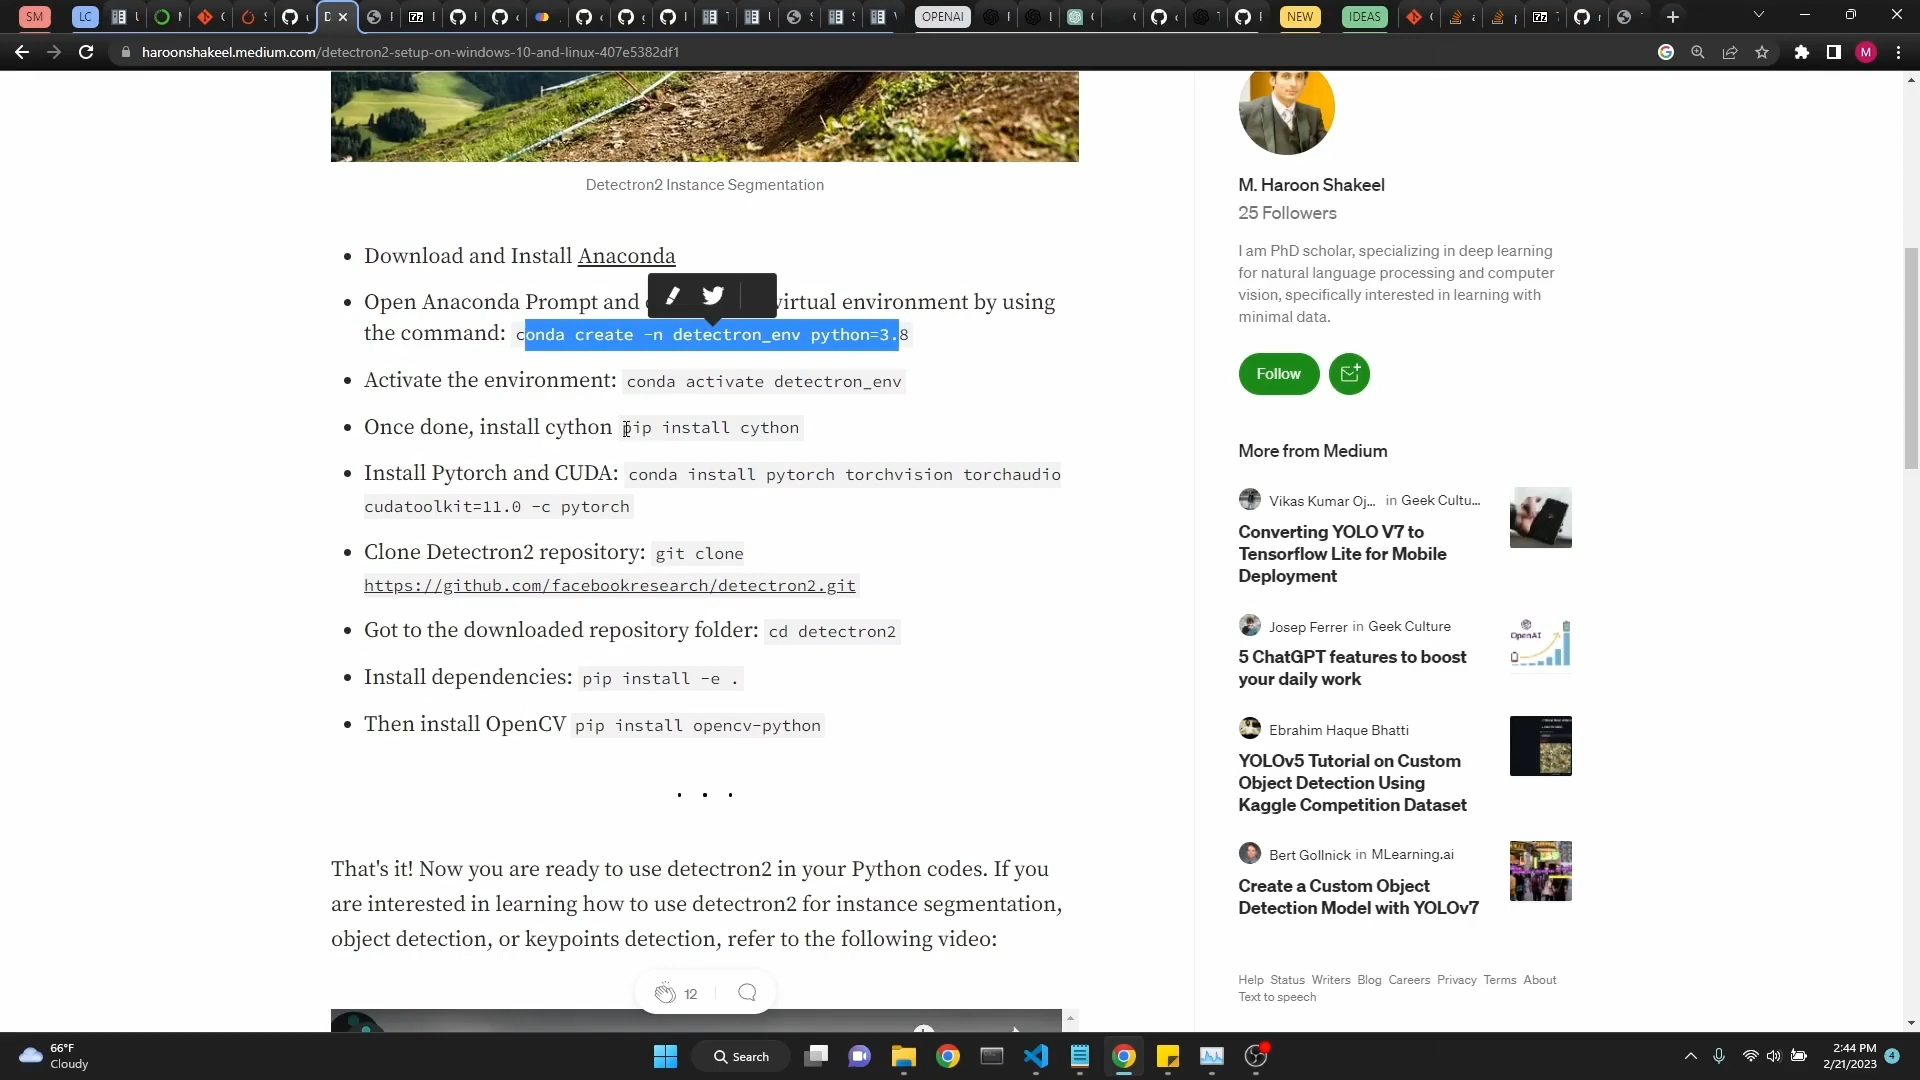 SM
LC
OPENAI
NEW
IDEAS
haroonshakeel.medium.com/detectron2-setup-on-windows-10-and-linux-407e5382df1
M
Detectron2 Instance Segmentation
Download and Install Anaconda
Open Anaconda Prompt and virtual environment by using
the command: conda create -n detectron_env python=3.8
Activate the environment: conda activate detectron_env
Once done, install cython pip install cython
Install Pytorch and CUDA: conda install pytorch torchvision torchaudio
cudatoolkit=11.0 -c pytorch
Clone Detectron2 repository: git clone
https://github.com/facebookresearch/detectron2.git
Got to the downloaded repository folder: cd detectron2
Install dependencies: pip install -e .
Then install OpenCV pip install opencv-python
. . .
That's it! Now you are ready to use detectron2 in your Python codes. If you
are interested in learning how to use detectron2 for instance segmentation,
object detection, or keypoints detection, refer to the following video:
12
M. Haroon Shakeel
25 Followers
I am PhD scholar, specializing in deep learning
for natural language processing and computer
vision, specifically interested in learning with
minimal data.
Follow
More from Medium
Vikas Kumar Oj... in Geek Cultu...
Converting YOLO V7 to
Tensorflow Lite for Mobile
Deployment
Josep Ferrer in Geek Culture
5 ChatGPT features to boost
your daily work
OpenAI
Ebrahim Haque Bhatti
YOLOv5 Tutorial on Custom
Object Detection Using
Kaggle Competition Dataset
Bert Gollnick in MLearning.ai
Create a Custom Object
Detection Model with YOLOv7
Help Status Writers Blog Careers Privacy Terms About
Text to speech
66°F
Cloudy
Search
2:44 PM
2/21/2023
4